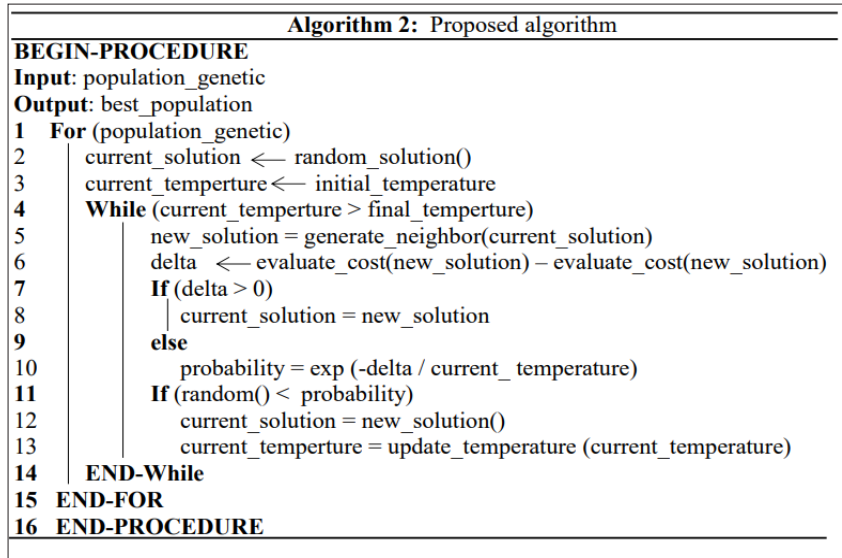 Algorithm 2: Proposed algorithm
BEGIN-PROCEDURE
Input: population_genetic
Output: best_population
1 For (population_genetic)
2 current_solution ⟵ random_solution()
3 current_temperture⟵ initial_temperature
4 While (current_temperture > final_temperture)
5 new_solution = generate_neighbor(current_solution)
6 delta ⟵ evaluate_cost(new_solution) – evaluate_cost(new_solution)
7 If (delta > 0)
8 current_solution = new_solution
9 else
10 probability = exp (-delta / current_ temperature)
11 If (random() < probability)
12 current_solution = new_solution()
13 current_temperture = update_temperature (current_temperature)
14 END-While
15 END-FOR
16 END-PROCEDURE